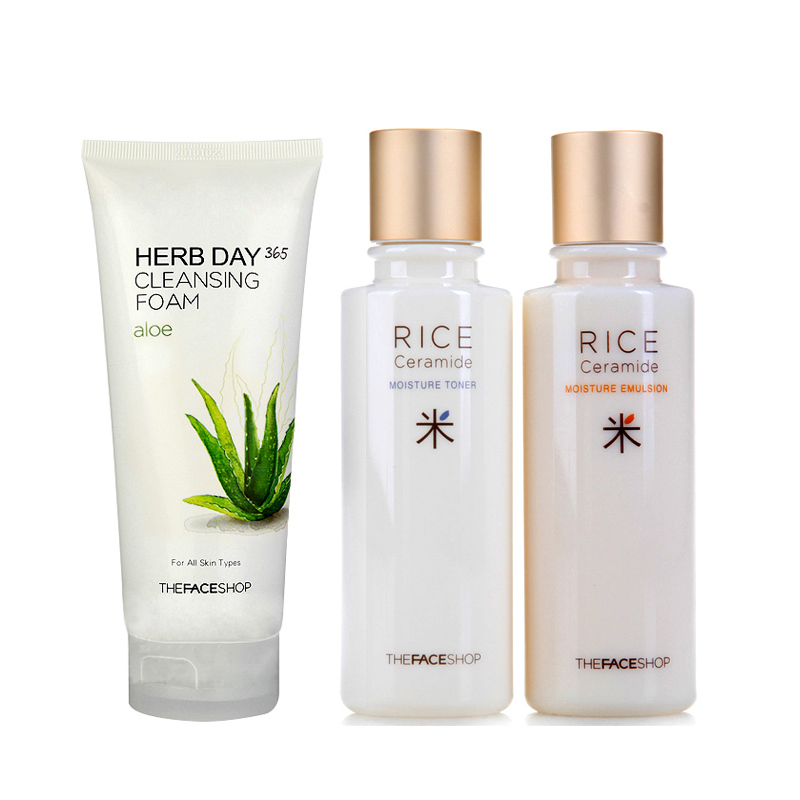 HERB DAY 365
CLEANSING
FOAM
aloe
For All Skin Types
THEFACESHOP
RICE
Ceramide
MOISTURE TONER
米
THEFACESHOP
RICE
Ceramide
MOISTURE EMULSION
米
THEFACESHOP